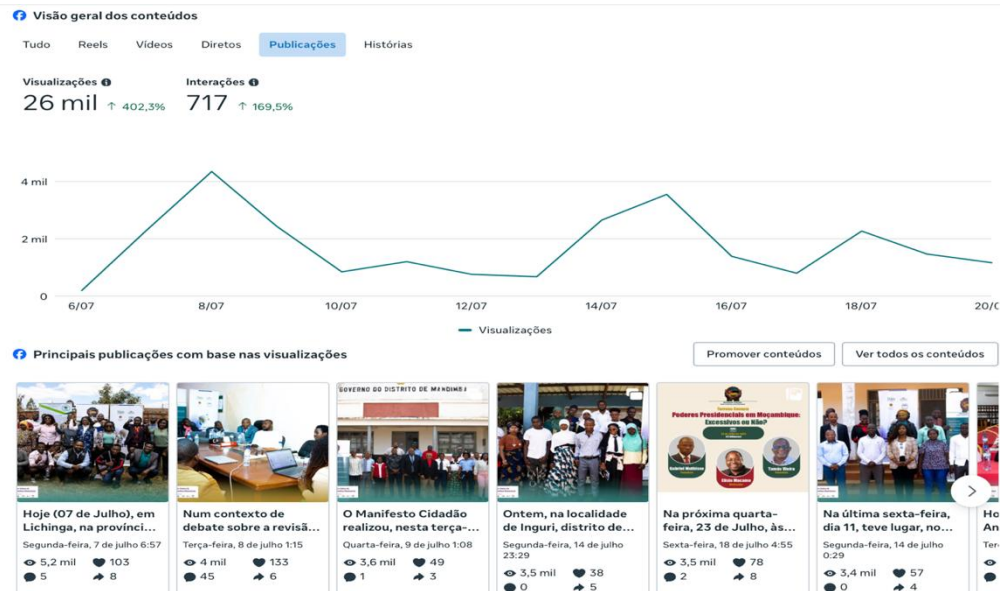 Visão geral dos conteúdos
Tudo Reels Vídeos Diretos Publicações Histórias
Visualizações Interações
26 mil ↑ 402,3% 717 ↑ 169,5%
4 mil
2 mil
0
6/07 8/07 10/07 12/07 14/07 16/07 18/07 20/0
Visualizações
Principais publicações com base nas visualizações
Promover conteúdos Ver todos os conteúdos
GOVERNO DO DISTRITO DE MANDIMBA
Poderes Presidenciais em Moçambique:
Excessivos ou Não?
Hoje (07 de Julho), em
Lichinga, na provínci...
Segunda-feira, 7 de julho 6:57
5,2 mil 103
5 8
Num contexto de
debate sobre a revisã...
Terça-feira, 8 de julho 1:15
4 mil 133
45 6
O Manifesto Cidadão
realizou, nesta terça-...
Quarta-feira, 9 de julho 1:08
3,6 mil 49
1 3
Ontem, na localidade
de Inguri, distrito de...
Segunda-feira, 14 de julho
23:29
3,5 mil 38
0 5
Na próxima quarta-
feira, 23 de Julho, às...
Sexta-feira, 18 de julho 4:55
3,5 mil 78
2 8
Na última sexta-feira,
dia 11, teve lugar, no...
Segunda-feira, 14 de julho
0:29
3,4 mil 57
0 4
Ho
An
Ter